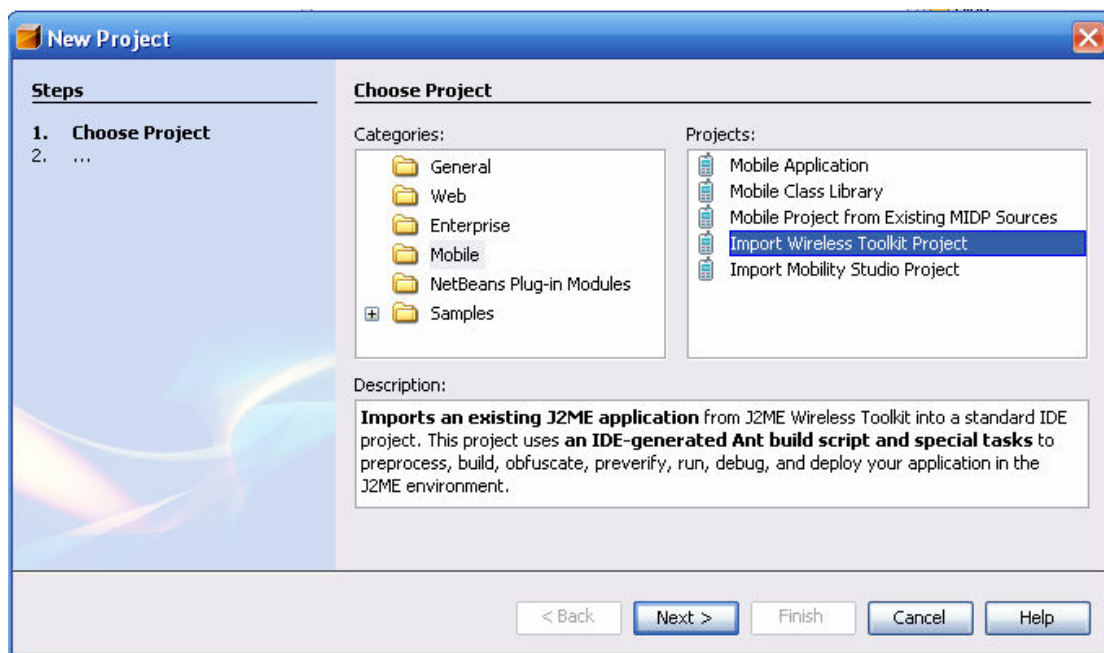 New Project
Steps
1. Choose Project
2. ...
Choose Project
Categories:
General
Web
Enterprise
Mobile
NetBeans Plug-in Modules
Samples
Projects:
Mobile Application
Mobile Class Library
Mobile Project from Existing MIDP Sources
Import Wireless Toolkit Project
Import Mobility Studio Project
Description:
Imports an existing J2ME application from J2ME Wireless Toolkit into a standard IDE
project. This project uses an IDE-generated Ant build script and special tasks to
preprocess, build, obfuscate, preverify, run, debug, and deploy your application in the
J2ME environment.
< Back
Next >
Finish
Cancel
Help